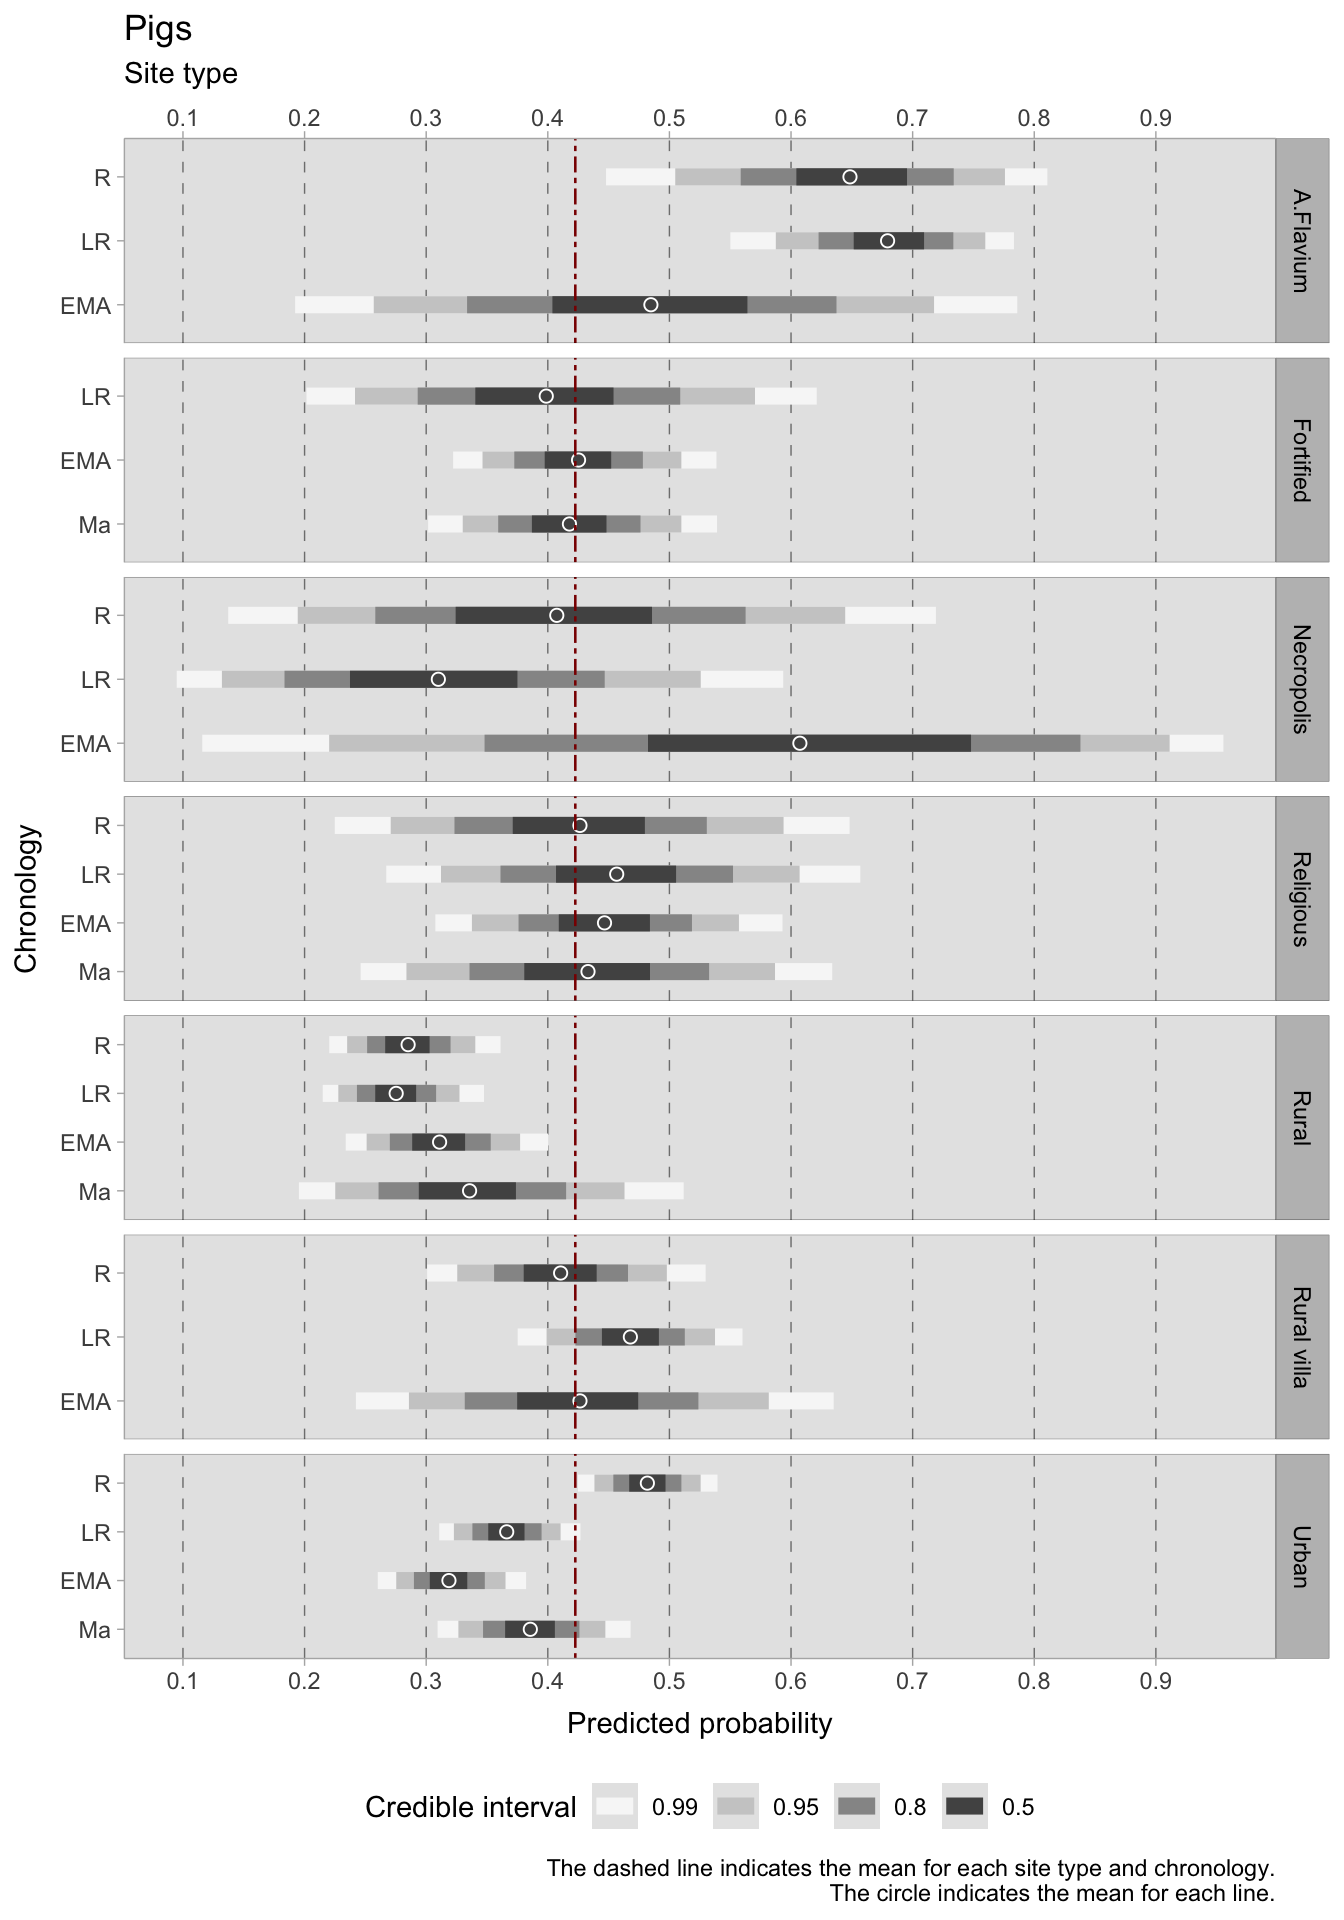 Pigs
Site type
0.1 0.2 0.3 0.4 0.5 0.6 0.7 0.8 0.9
R
LR
EMA
A.Flavium
LR
EMA
Ma
Fortified
R
LR
EMA
Necropolis
R
LR
EMA
Ma
Religious
R
LR
EMA
Ma
Rural
R
LR
EMA
Rural villa
R
LR
EMA
Ma
Urban
Chronology
0.1 0.2 0.3 0.4 0.5 0.6 0.7 0.8 0.9
Predicted probability
Credible interval 0.99 0.95 0.8 0.5
The dashed line indicates the mean for each site type and chronology.
The circle indicates the mean for each line.